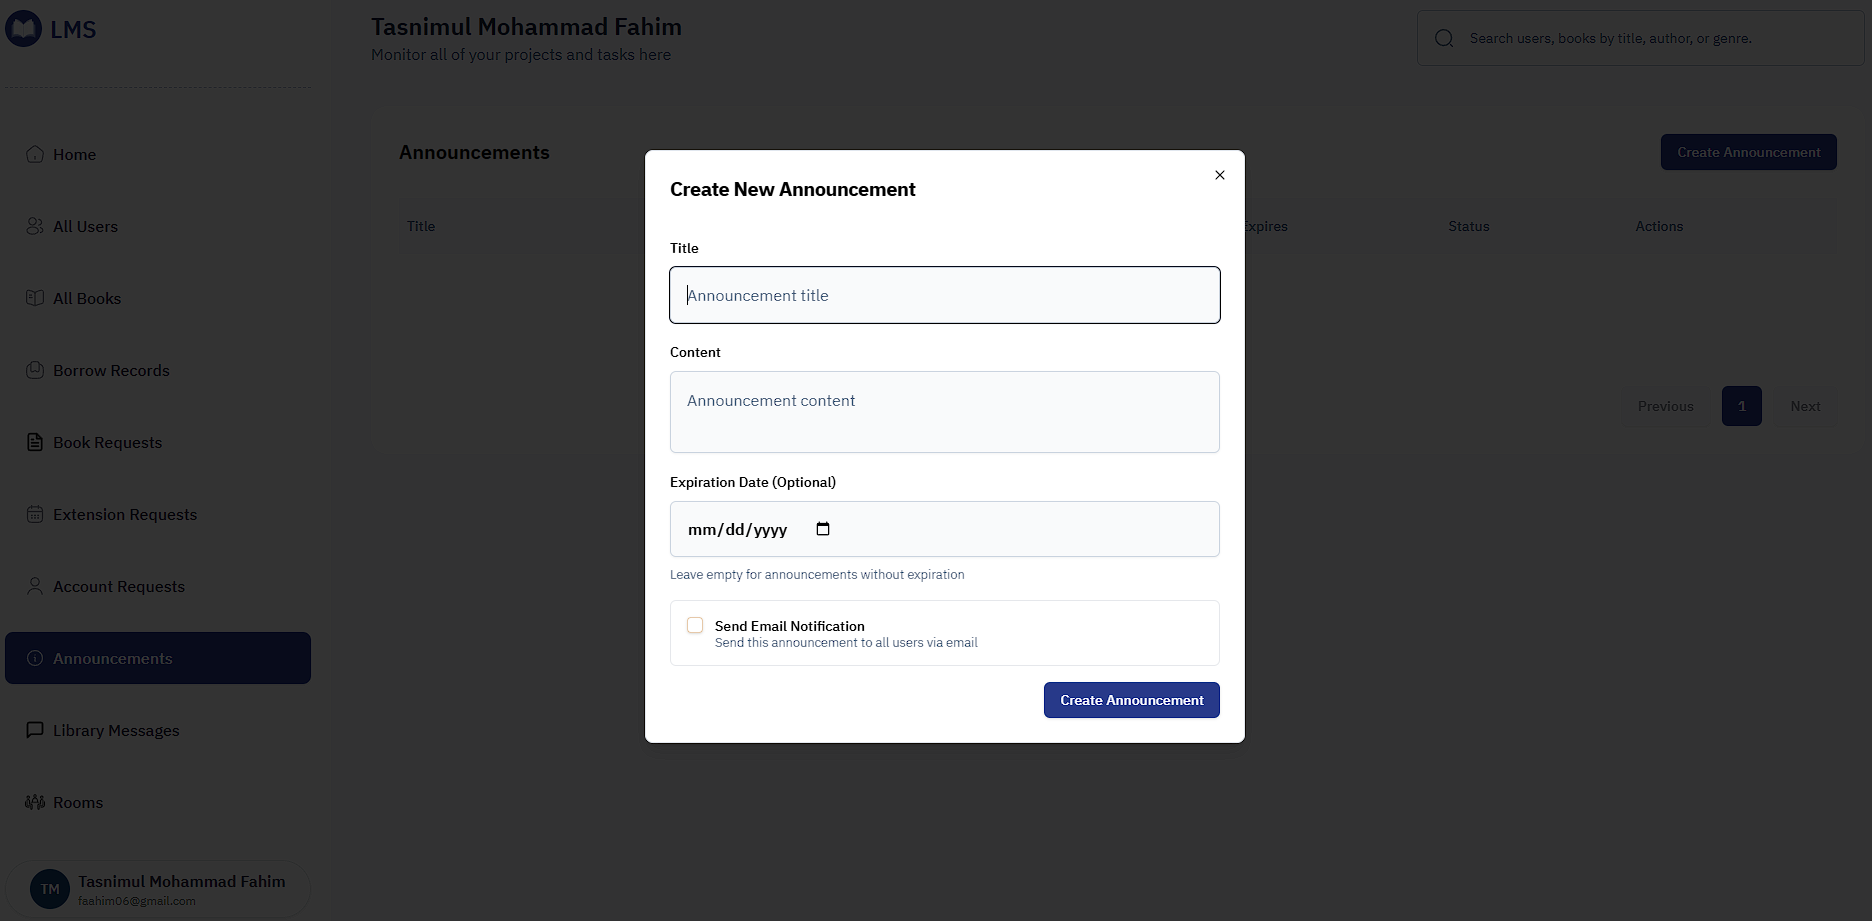 LMS
Tasnimul Mohammad Fahim
Monitor all of your projects and tasks here
Search users, books by title, author, or genre.
Home
All Users
All Books
Borrow Records
Book Requests
Extension Requests
Account Requests
Announcements
Library Messages
Rooms
TM
Tasnimul Mohammad Fahim
faahim06@gmail.com
Announcements
Create Announcement
Title
Expires
Status
Actions
Previous
1
Next
Create New Announcement
Title
Announcement title
Content
Announcement content
Expiration Date (Optional)
mm/dd/yyyy
Leave empty for announcements without expiration
Send Email Notification
Send this announcement to all users via email
Create Announcement